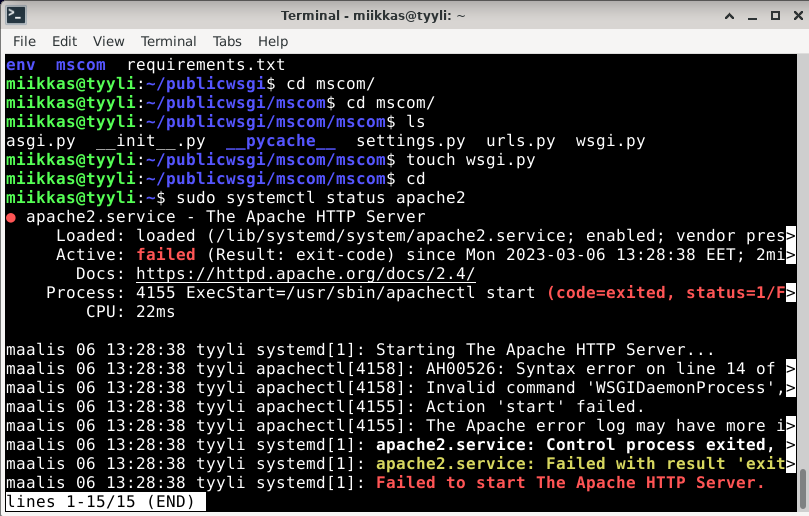 Terminal - miikkas@tyyli: ~
File Edit View Terminal Tabs Help
env mscom requirements.txt
miikkas@tyyli:~/publicwsgi$ cd mscom/
miikkas@tyyli:~/publicwsgi/mscom$ cd mscom/
miikkas@tyyli:~/publicwsgi/mscom/mscom$ ls
asgi.py __init__.py __pycache__ settings.py urls.py wsgi.py
miikkas@tyyli:~/publicwsgi/mscom/mscom$ touch wsgi.py
miikkas@tyyli:~/publicwsgi/mscom/mscom$ cd
miikkas@tyyli:~$ sudo systemctl status apache2
● apache2.service - The Apache HTTP Server
Loaded: loaded (/lib/systemd/system/apache2.service; enabled; vendor pres>
Active: failed (Result: exit-code) since Mon 2023-03-06 13:28:38 EET; 2mi>
Docs: https://httpd.apache.org/docs/2.4/
Process: 4155 ExecStart=/usr/sbin/apachectl start (code=exited, status=1/F>
CPU: 22ms
maalis 06 13:28:38 tyyli systemd[1]: Starting The Apache HTTP Server...
maalis 06 13:28:38 tyyli apachectl[4158]: AH00526: Syntax error on line 14 of >
maalis 06 13:28:38 tyyli apachectl[4158]: Invalid command 'WSGIDaemonProcess',>
maalis 06 13:28:38 tyyli apachectl[4155]: Action 'start' failed.
maalis 06 13:28:38 tyyli apachectl[4155]: The Apache error log may have more i>
maalis 06 13:28:38 tyyli systemd[1]: apache2.service: Control process exited, >
maalis 06 13:28:38 tyyli systemd[1]: apache2.service: Failed with result 'exit>
maalis 06 13:28:38 tyyli systemd[1]: Failed to start The Apache HTTP Server.
lines 1-15/15 (END)